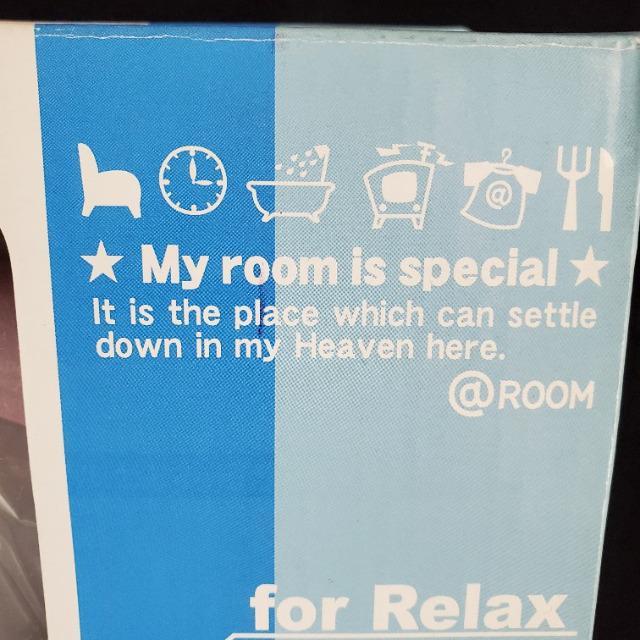 @
★ My room is special ★
It is the place which can settle
down in my Heaven here.
@ROOM
for Relax